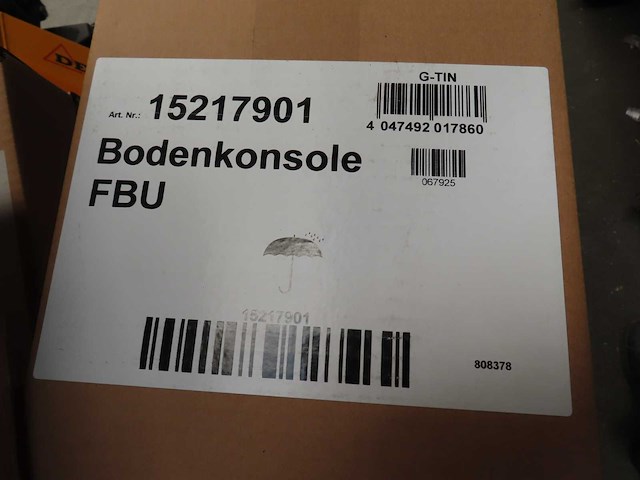 G-TIN
Art. Nr.: 15217901
4 047492 017860
Bodenkonsole
067925
FBU
15217901
808378